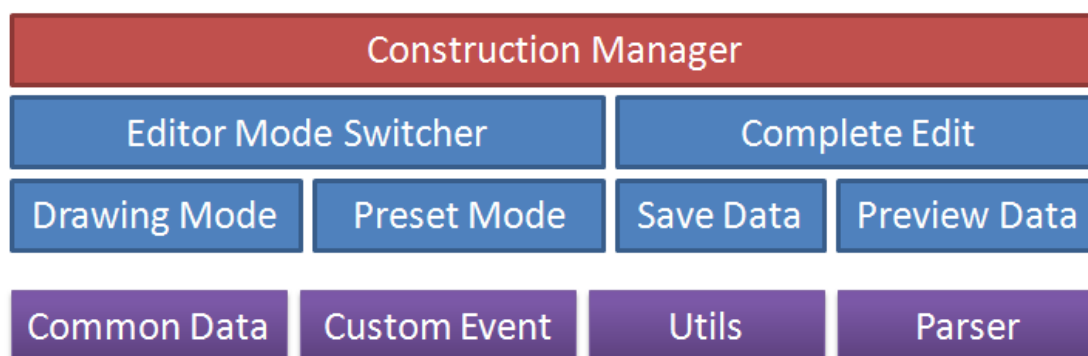 Construction Manager
Editor Mode Switcher
Complete Edit
Drawing Mode
Preset Mode
Save Data
Preview Data
Common Data
Custom Event
Utils
Parser